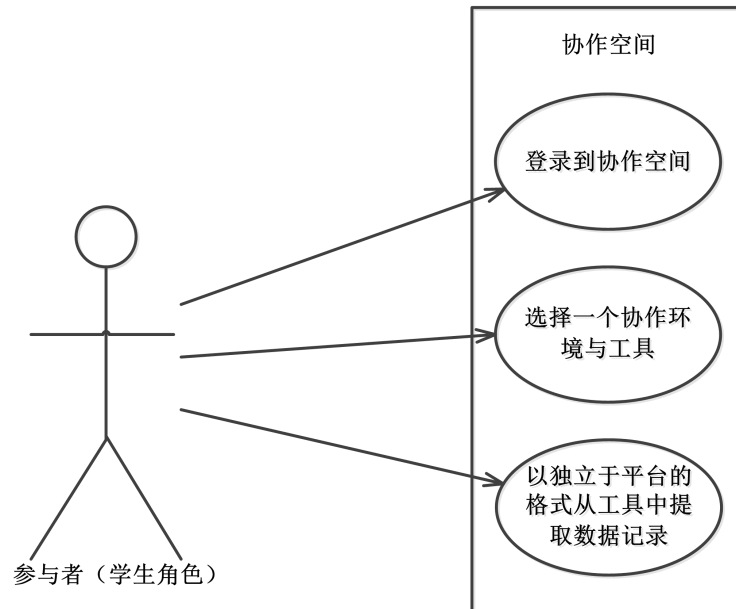 协作空间
登录到协作空间
选择一个协作环
境与工具
以独立于平台的
格式从工具中提
取数据记录
参与者（学生角色）